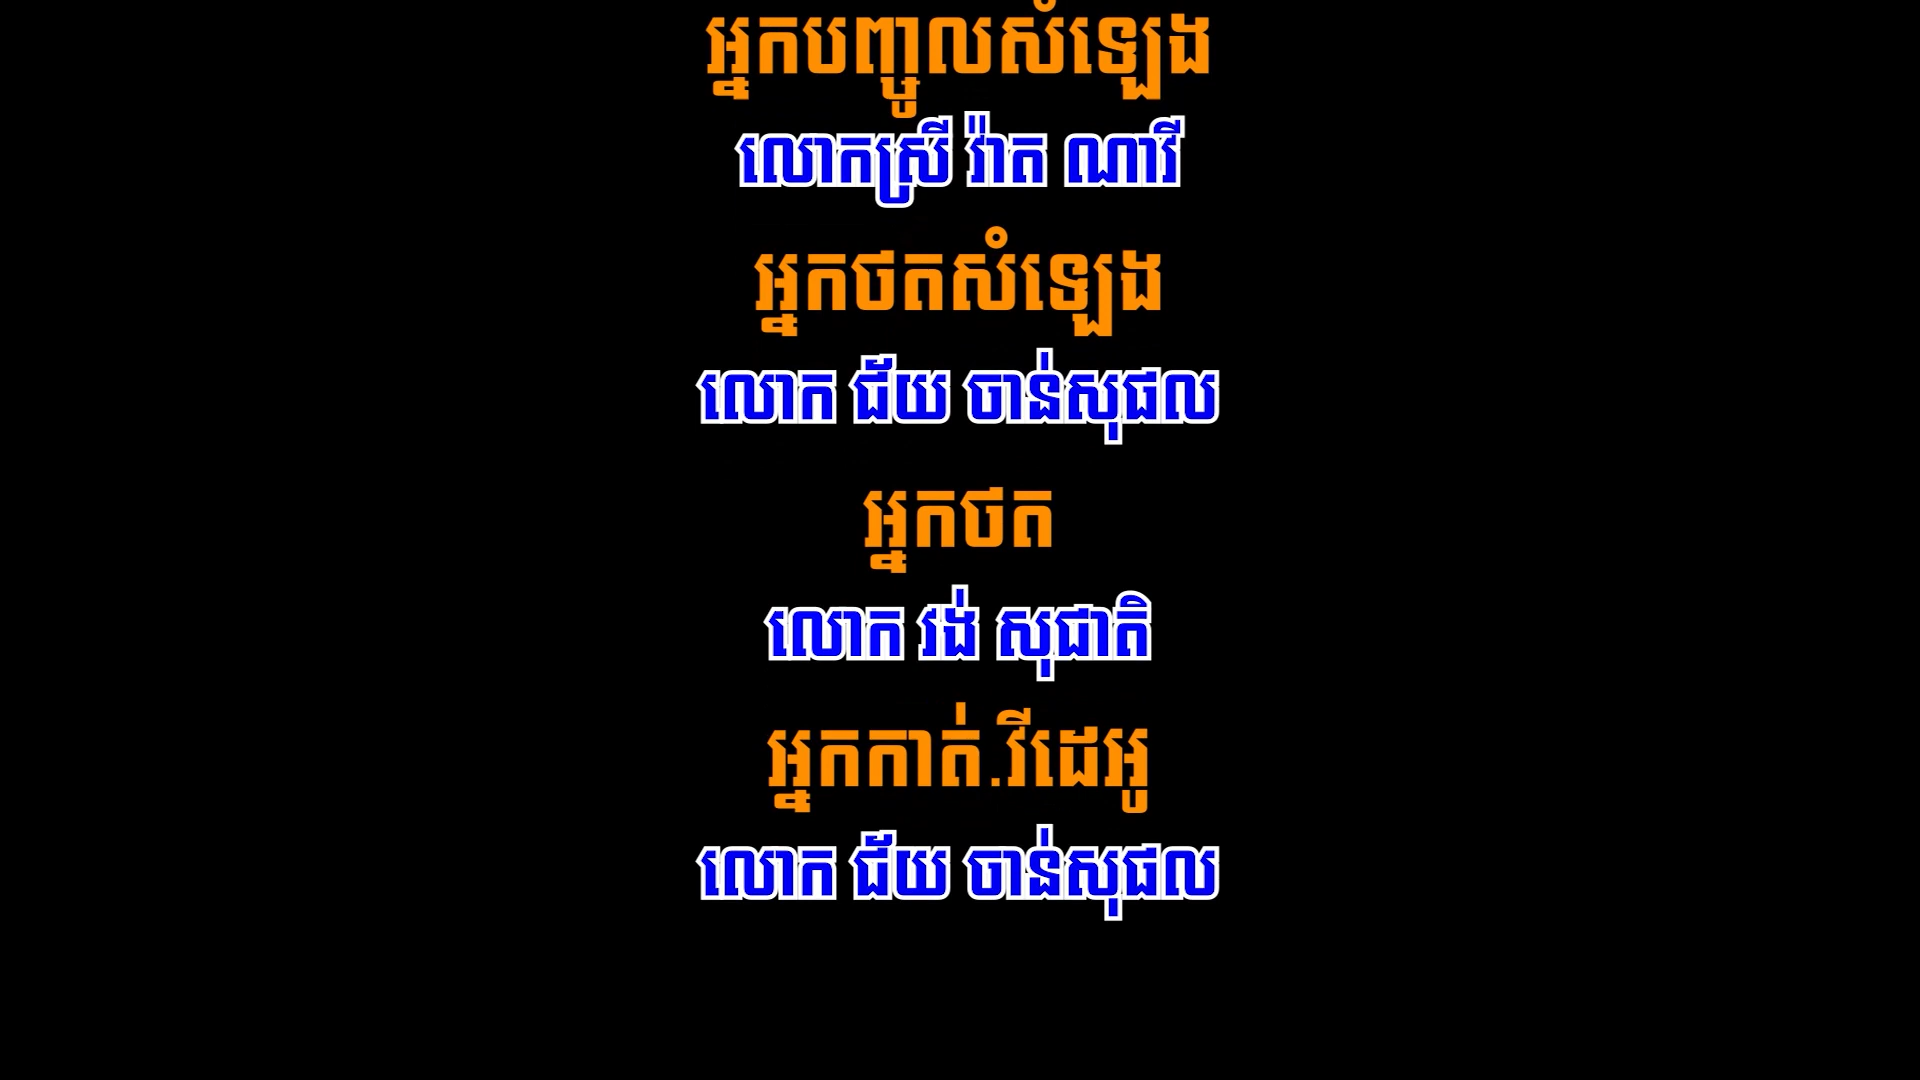 អ្នកបញ្ចូលសំឡេង
លោកស្រី រ៉ាត ណាវី
អ្នកថតសំឡេង
លោក ជ័យ ចាន់សុផល
អ្នកថត
លោក វង់ សុជាតិ
អ្នកកាត់.វីដេអូ
លោក ជ័យ ចាន់សុផល